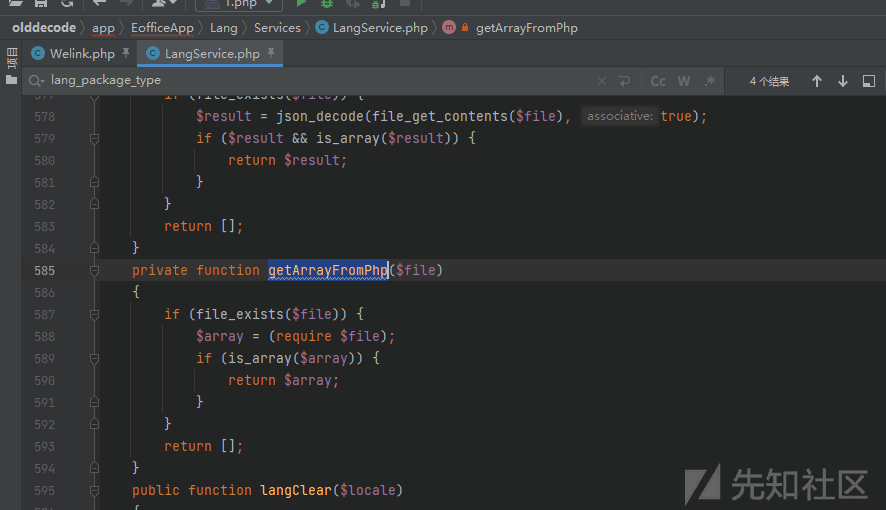 1.php
olddecode › app › EofficeApp › Lang › Services › LangService.php › getArrayFromPhp
项目
Welink.php LangService.php
lang_package_type Cc W .* 4 个结果
577 if (file_exists($file)) {
578 $result = json_decode(file_get_contents($file), associative: true);
579 if ($result && is_array($result)) {
580 return $result;
581 }
582 }
583 return [];
584 }
585 private function getArrayFromPhp($file)
586 {
587 if (file_exists($file)) {
588 $array = (require $file);
589 if (is_array($array)) {
590 return $array;
591 }
592 }
593 return [];
594 }
595 public function langClear($locale)
先知社区